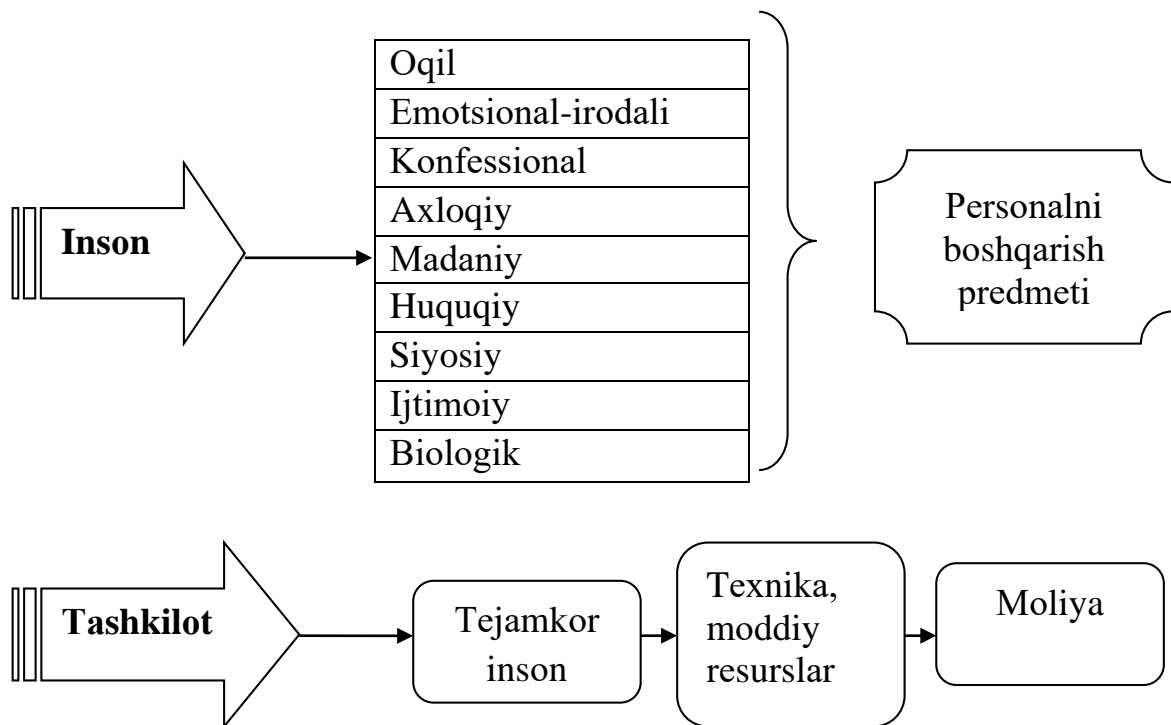 Oqil
Emotsional-irodali
Konfessional
Axloqiy
Madaniy
Huquqiy
Siyosiy
Ijtimoiy
Biologik
Inson
Personalni
boshqarish
predmeti
Tashkilot
Tejamkor
inson
Texnika,
moddiy
resurslar
Moliya